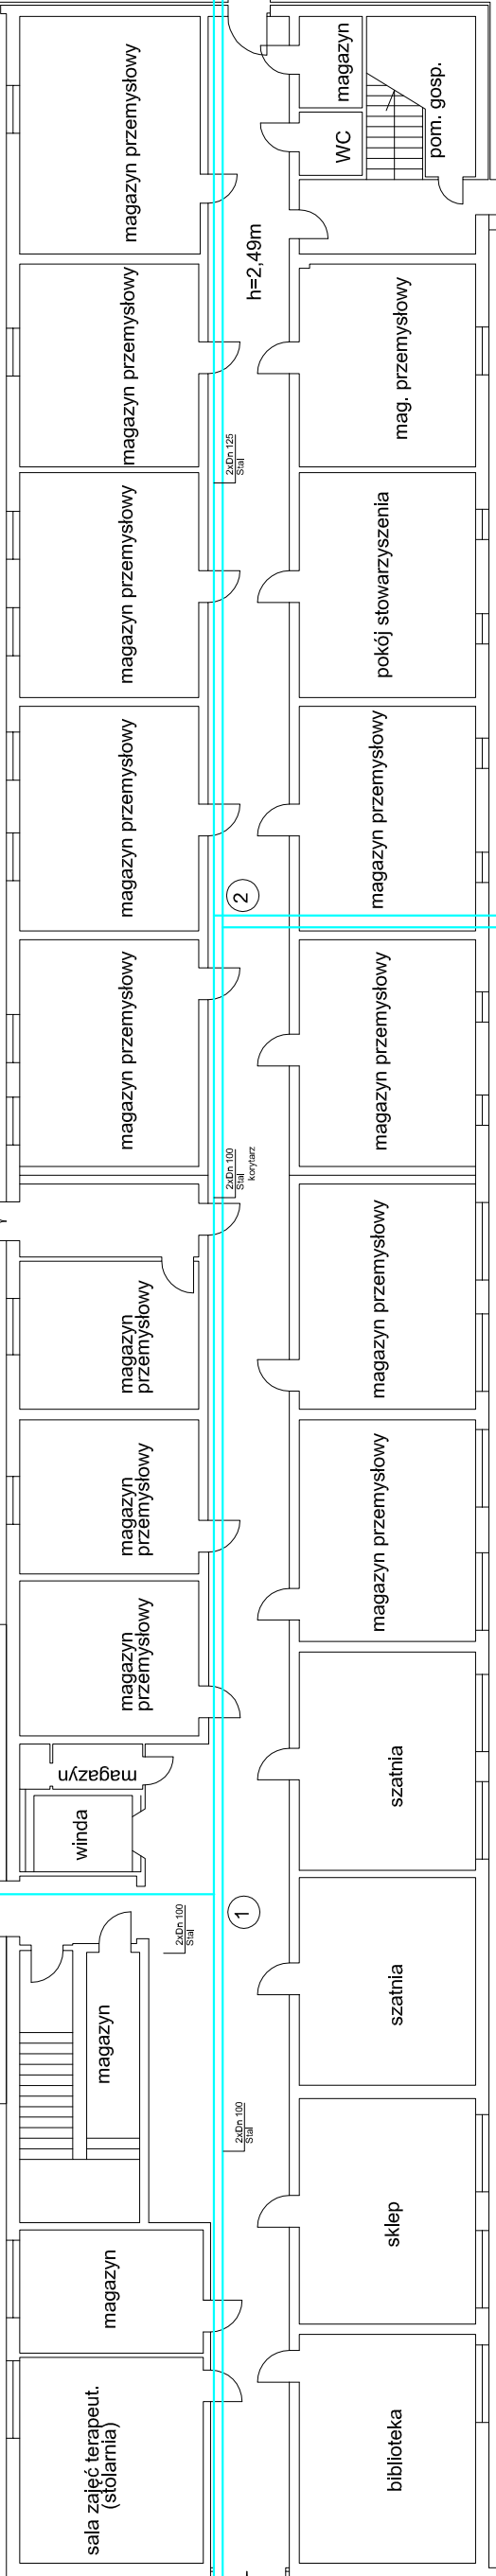 magazyn przemysłowy
magazyn
WC
pom. gosp.
h=2,49m
magazyn przemysłowy
mag. przemysłowy
2xDn 125
Stal
magazyn przemysłowy
pokój stowarzyszenia
magazyn przemysłowy
magazyn przemysłowy
2
magazyn przemysłowy
magazyn przemysłowy
2xDn 100
Stal
korytarz
magazyn
przemysłowy
magazyn przemysłowy
magazyn
przemysłowy
magazyn przemysłowy
magazyn
przemysłowy
magazyn
winda
szatnia
1
2xDn 100
Stal
magazyn
szatnia
2xDn 100
Stal
magazyn
sklep
sala zajęć terapeut.
(stolarnia)
biblioteka